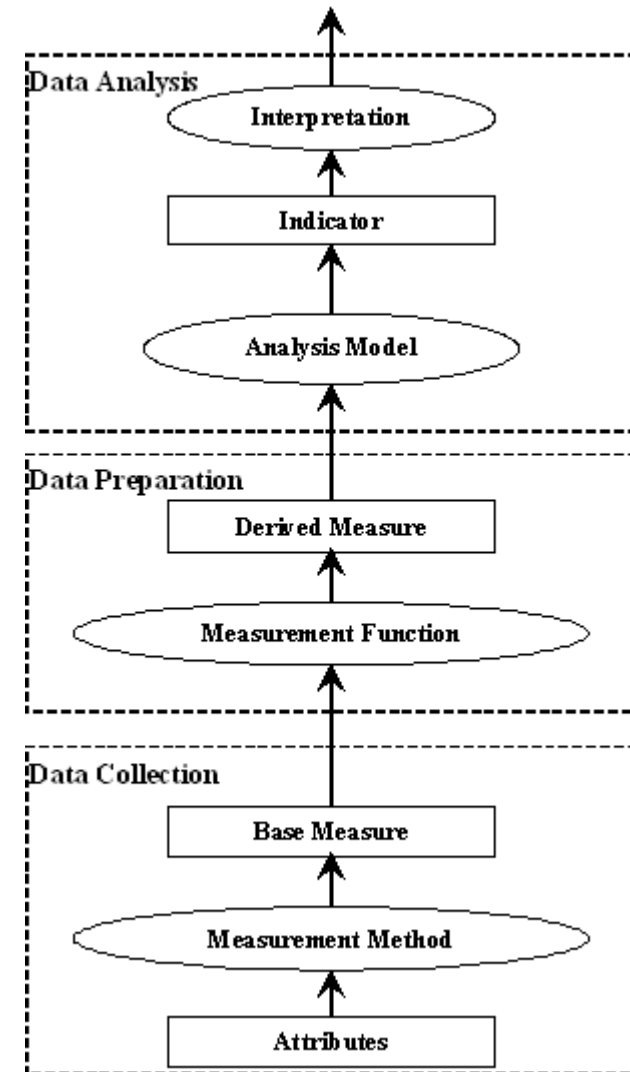 Data Analysis
Interpretation
Indicator
Analysis Model
Data Preparation
Derived Measure
Measurement Function
Data Collection
Base Measure
Measurement Method
Attributes